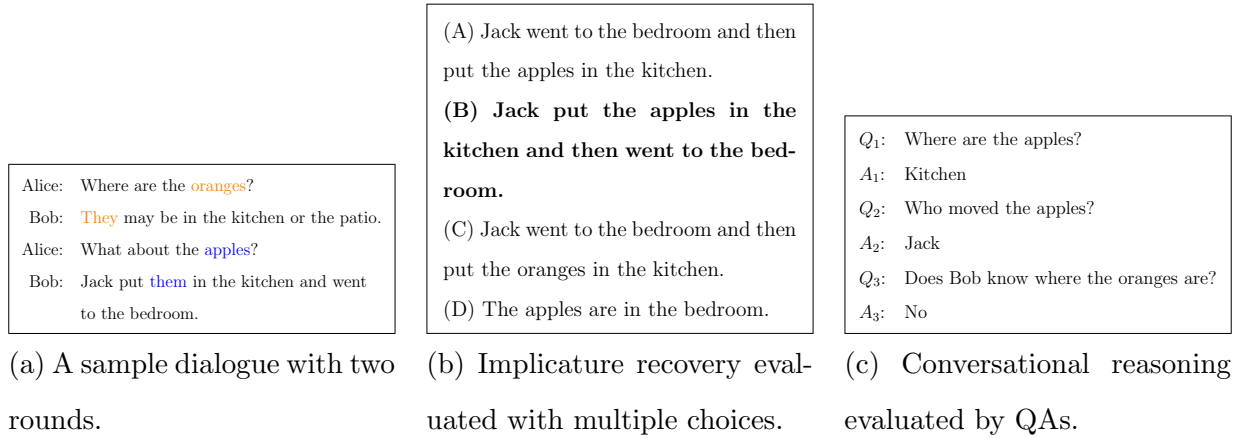 Alice: Where are the oranges?
Bob: They may be in the kitchen or the patio.
Alice: What about the apples?
Bob: Jack put them in the kitchen and went
to the bedroom.
(a) A sample dialogue with two
rounds.
(A) Jack went to the bedroom and then
put the apples in the kitchen.
(B) Jack put the apples in the
kitchen and then went to the bed-
room.
(C) Jack went to the bedroom and then
put the oranges in the kitchen.
(D) The apples are in the bedroom.
(b) Implicature recovery eval-
uated with multiple choices.
Q1: Where are the apples?
A1: Kitchen
Q2: Who moved the apples?
A2: Jack
Q3: Does Bob know where the oranges are?
A3: No
(c) Conversational reasoning
evaluated by QAs.